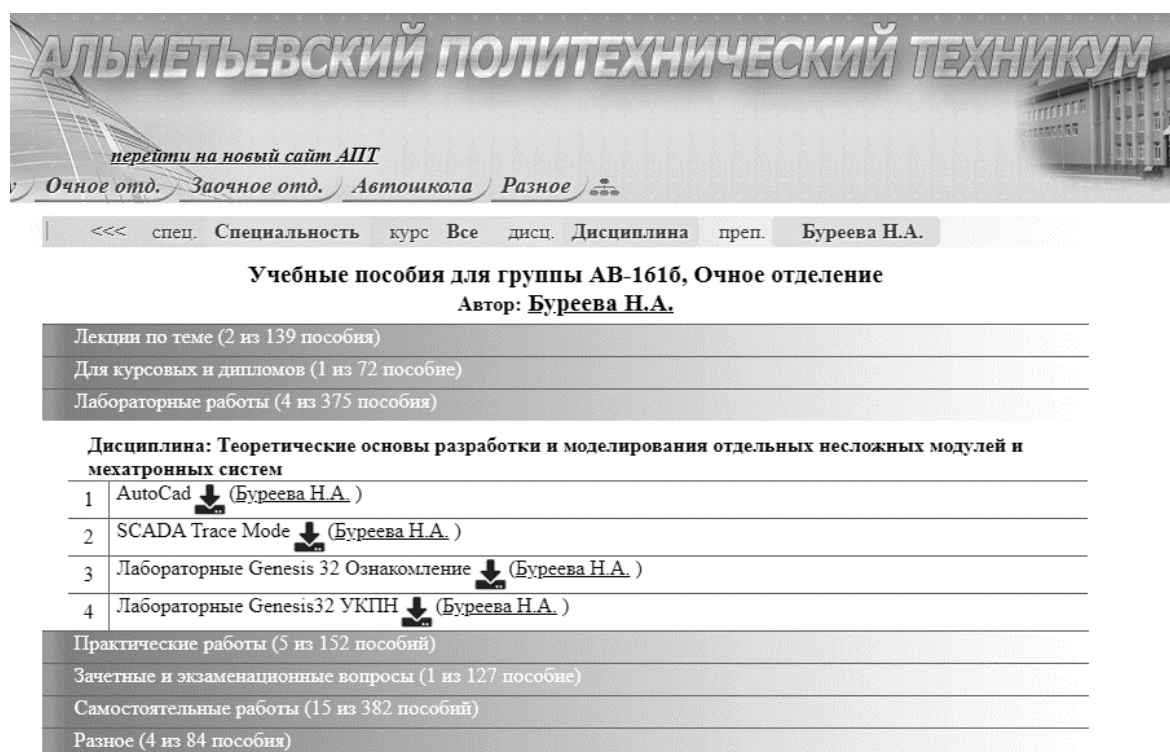 АЛЬМЕТЬЕВСКИЙ ПОЛИТЕХНИЧЕСКИЙ ТЕХНИКУМ
перейти на новый сайт АПТ
Очное отд. Заочное отд. Автошкола Разное
<<< спец. Специальность курс Все дисц. Дисциплина преп. Буреева Н.А.
Учебные пособия для группы АВ-161б, Очное отделение
Автор: Буреева Н.А.
Лекции по теме (2 из 139 пособия)
Для курсовых и дипломов (1 из 72 пособие)
Лабораторные работы (4 из 375 пособия)
Дисциплина: Теоретические основы разработки и моделирования отдельных несложных модулей и
мехатронных систем
1 AutoCad (Буреева Н.А. )
2 SCADA Trace Mode (Буреева Н.А. )
3 Лабораторные Genesis 32 Ознакомление (Буреева Н.А. )
4 Лабораторные Genesis32 УКПН (Буреева Н.А. )
Практические работы (5 из 152 пособий)
Зачетные и экзаменационные вопросы (1 из 127 пособие)
Самостоятельные работы (15 из 382 пособий)
Разное (4 из 84 пособия)